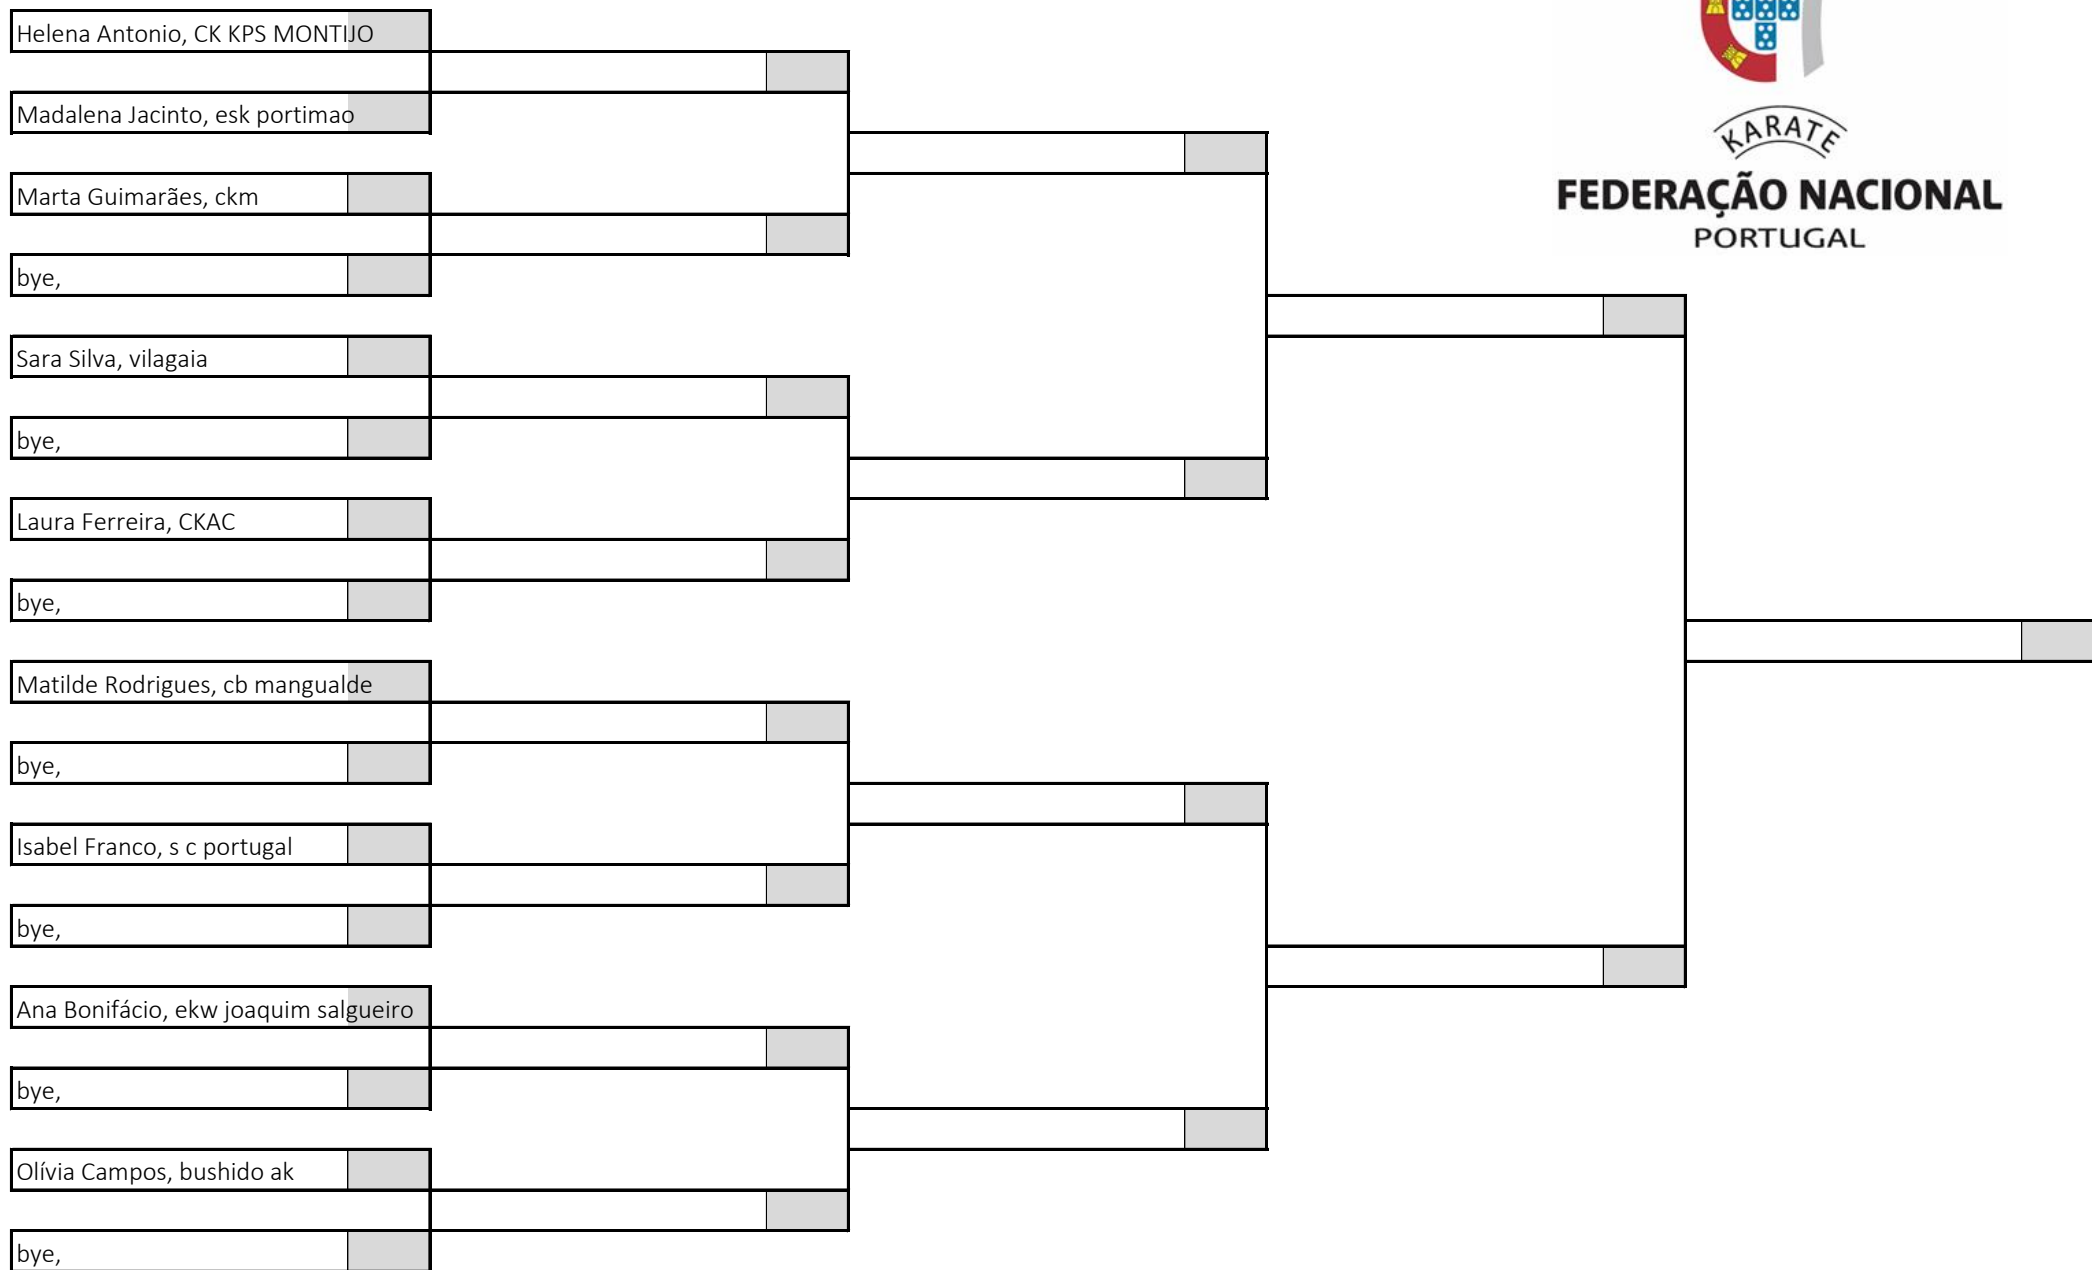 Helena Antonio, CK KPS MONTIJO
Madalena Jacinto, esk portimao
KARATE
Marta Guimarães, ckm
FEDERAÇÃO NACIONAL
PORTUGAL
bye,
Sara Silva, vilagaia
bye,
Laura Ferreira, CKAC
bye,
Matilde Rodrigues, cb mangualde
bye,
Isabel Franco, s c portugal
bye,
Ana Bonifácio, ekw joaquim salgueiro
bye,
Olívia Campos, bushido ak
bye,